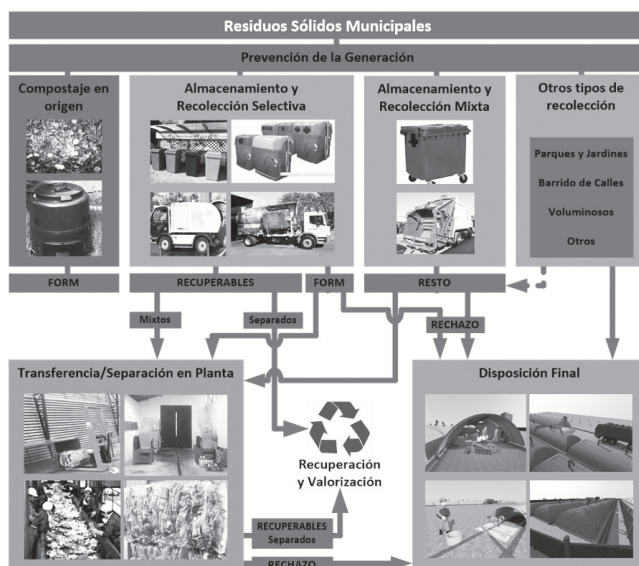 Residuos Sólidos Municipales
Prevención de la Generación
Compostaje en
origen
Almacenamiento y
Recolección Selectiva
Almacenamiento y
Recolección Mixta
Otros tipos de
recolección
Parques y Jardines
Barrido de Calles
Voluminosos
Otros
FORM
RECUPERABLES
FORM
RESTO
Mixtos
Separados
RECHAZO
Transferencia/Separación en Planta
Disposición Final
Recuperación
y Valorización
RECUPERABLES
Separados
RECHAZO